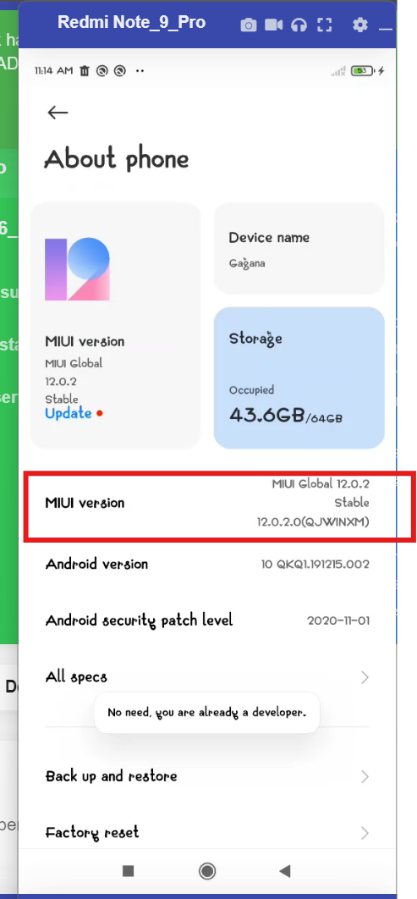 Redmi Note_9_Pro
11:14 AM
About phone
MIUI version
MIUI Global
12.0.2
Stable
Update
Device name
Gagana
Storage
Occupied
43.6GB/64GB
MIUI version
MIUI Global 12.0.2
Stable
12.0.2.0(QJWINXM)
Android version
10 QKQ1.191215.002
Android security patch level
2020-11-01
All specs
No need, you are already a developer.
Back up and restore
Factory reset